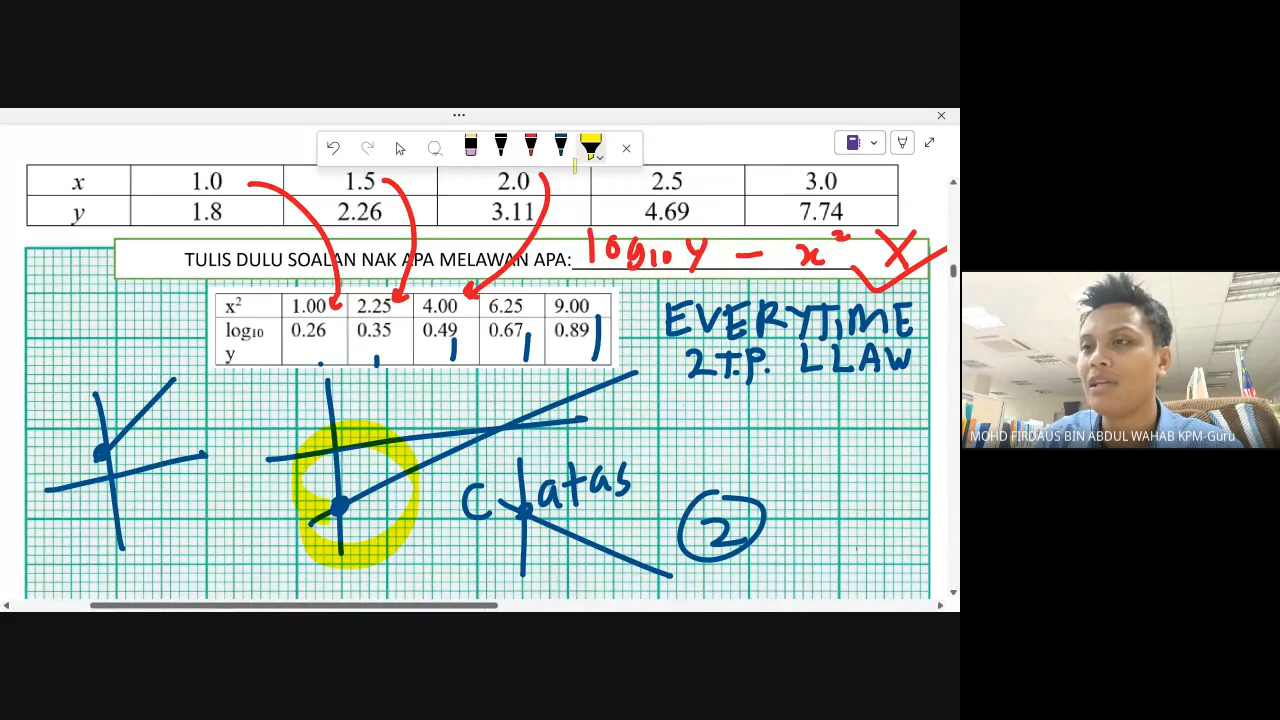 x 1.0 1.5 2.0 2.5 3.0
y 1.8 2.26 3.11 4.69 7.74
TULIS DULU SOALAN NAK APA MELAWAN APA: log10 y - x²
x² 1.00 2.25 4.00 6.25 9.00
log10 y 0.26 0.35 0.49 0.67 0.89
EVERYTIME
2 T.P. LLAW
C atas
2
MOHD FIRDAUS BIN ABDUL WAHAB KPM-Guru